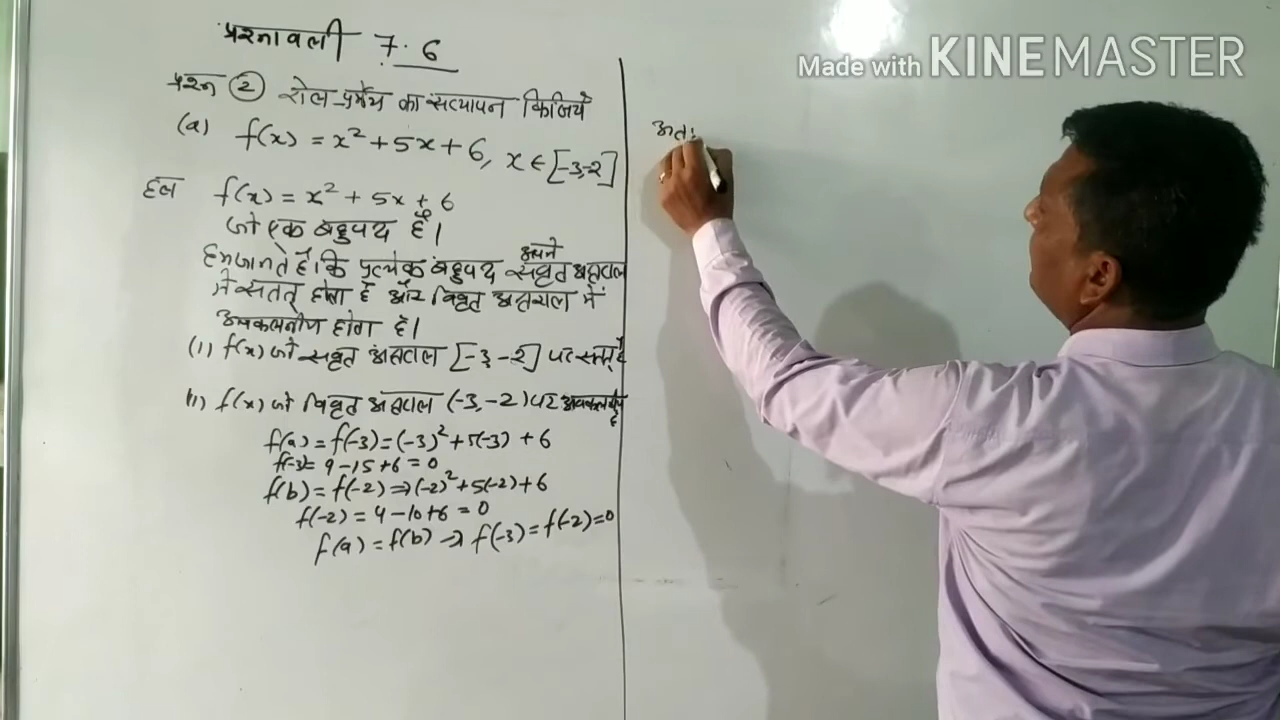 प्रश्नावली 7.6
प्रश्न 2 रोल प्रमेय का सत्यापन किजिये
(a) f(x) = x² + 5x + 6, x ∈ [-3,-2]
हल f(x) = x² + 5x + 6
जो एक बहुपद है।
हम जानते है। कि प्रत्येक बहुपद अपने संवृत अन्तराल
में सतत् होता है और विवृत अन्तराल में
अवकलनीय होता है।
(i) f(x) जो संवृत अंतराल [-3, -2] पर सतत् है
(ii) f(x) जो विवृत अन्तराल (-3, -2) पर अवकलनीय है
f(a) = f(-3) = (-3)² + 5(-3) + 6
f(-3) = 9 - 15 + 6 = 0
f(b) = f(-2) ⇒ (-2)² + 5(-2) + 6
f(-2) = 4 - 10 + 6 = 0
f(a) = f(b) ⇒ f(-3) = f(-2) = 0
अतः
Made with KINEMASTER